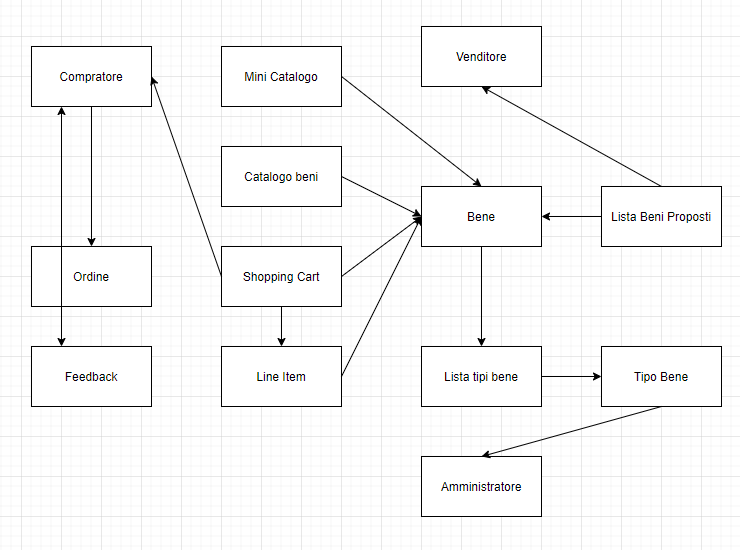 Venditore
Compratore
Mini Catalogo
Catalogo beni
Bene
Lista Beni Proposti
Ordine
Shopping Cart
Feedback
Line Item
Lista tipi bene
Tipo Bene
Amministratore